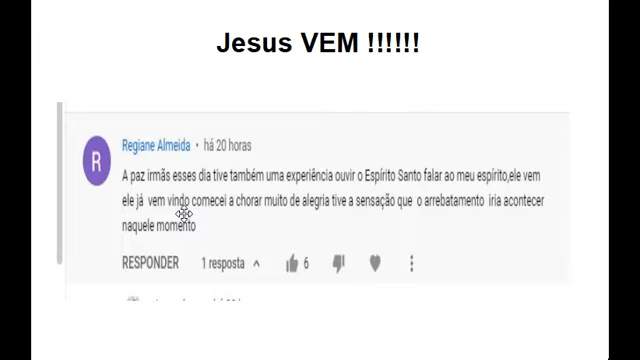 Jesus VEM !!!!!!
R
Regiane Almeida • há 20 horas
A paz irmãs esses dia tive também uma experiência ouvir o Espírito Santo falar ao meu espírito,ele vem
ele já vem vindo comecei a chorar muito de alegria tive a sensação que o arrebatamento iria acontecer
naquele momento
RESPONDER 1 resposta 6